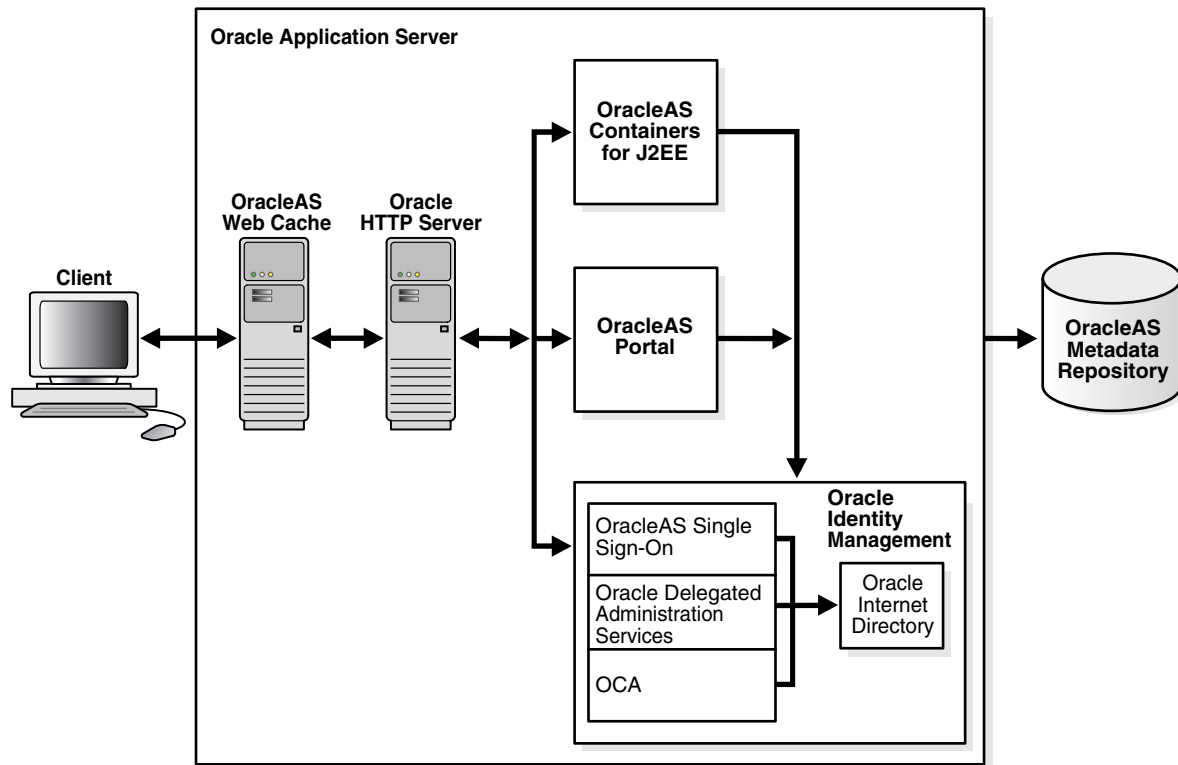 Oracle Application Server
OracleAS
Containers
for J2EE
OracleAS
Web Cache
Oracle
HTTP Server
Client
OracleAS
Portal
OracleAS
Metadata
Repository
Oracle
Identity
Management
OracleAS Single
Sign-On
Oracle Delegated
Administration
Services
OCA
Oracle
Internet
Directory